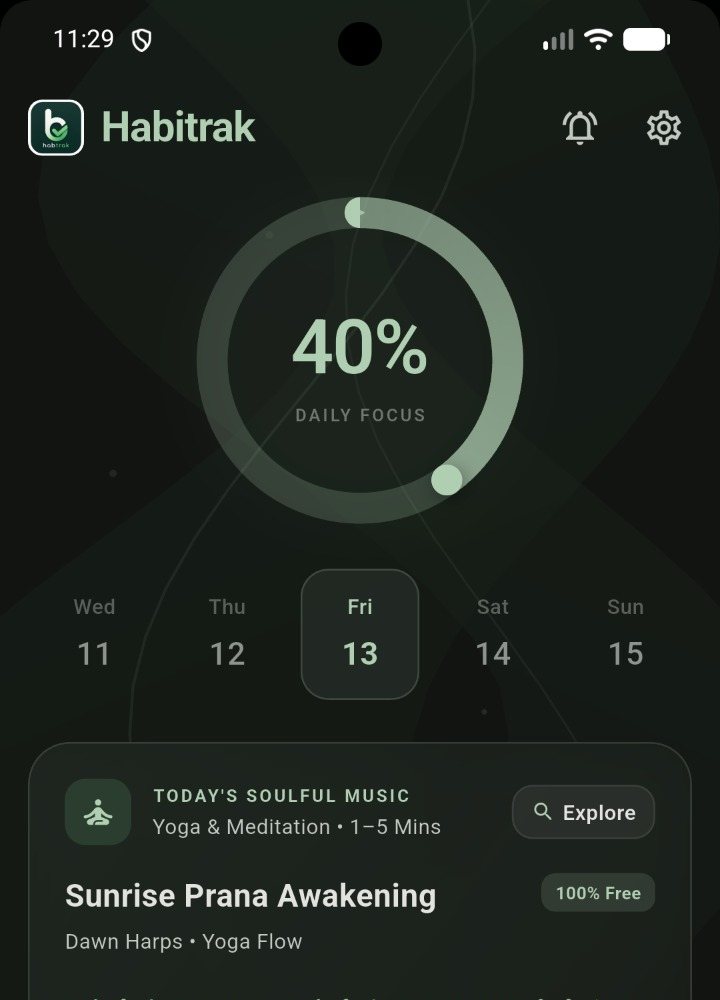 11:29
habtrak
Habitrak
40%
DAILY FOCUS
Wed Thu Fri Sat Sun
11 12 13 14 15
TODAY'S SOULFUL MUSIC
Yoga & Meditation • 1–5 Mins
Explore
Sunrise Prana Awakening
100% Free
Dawn Harps • Yoga Flow